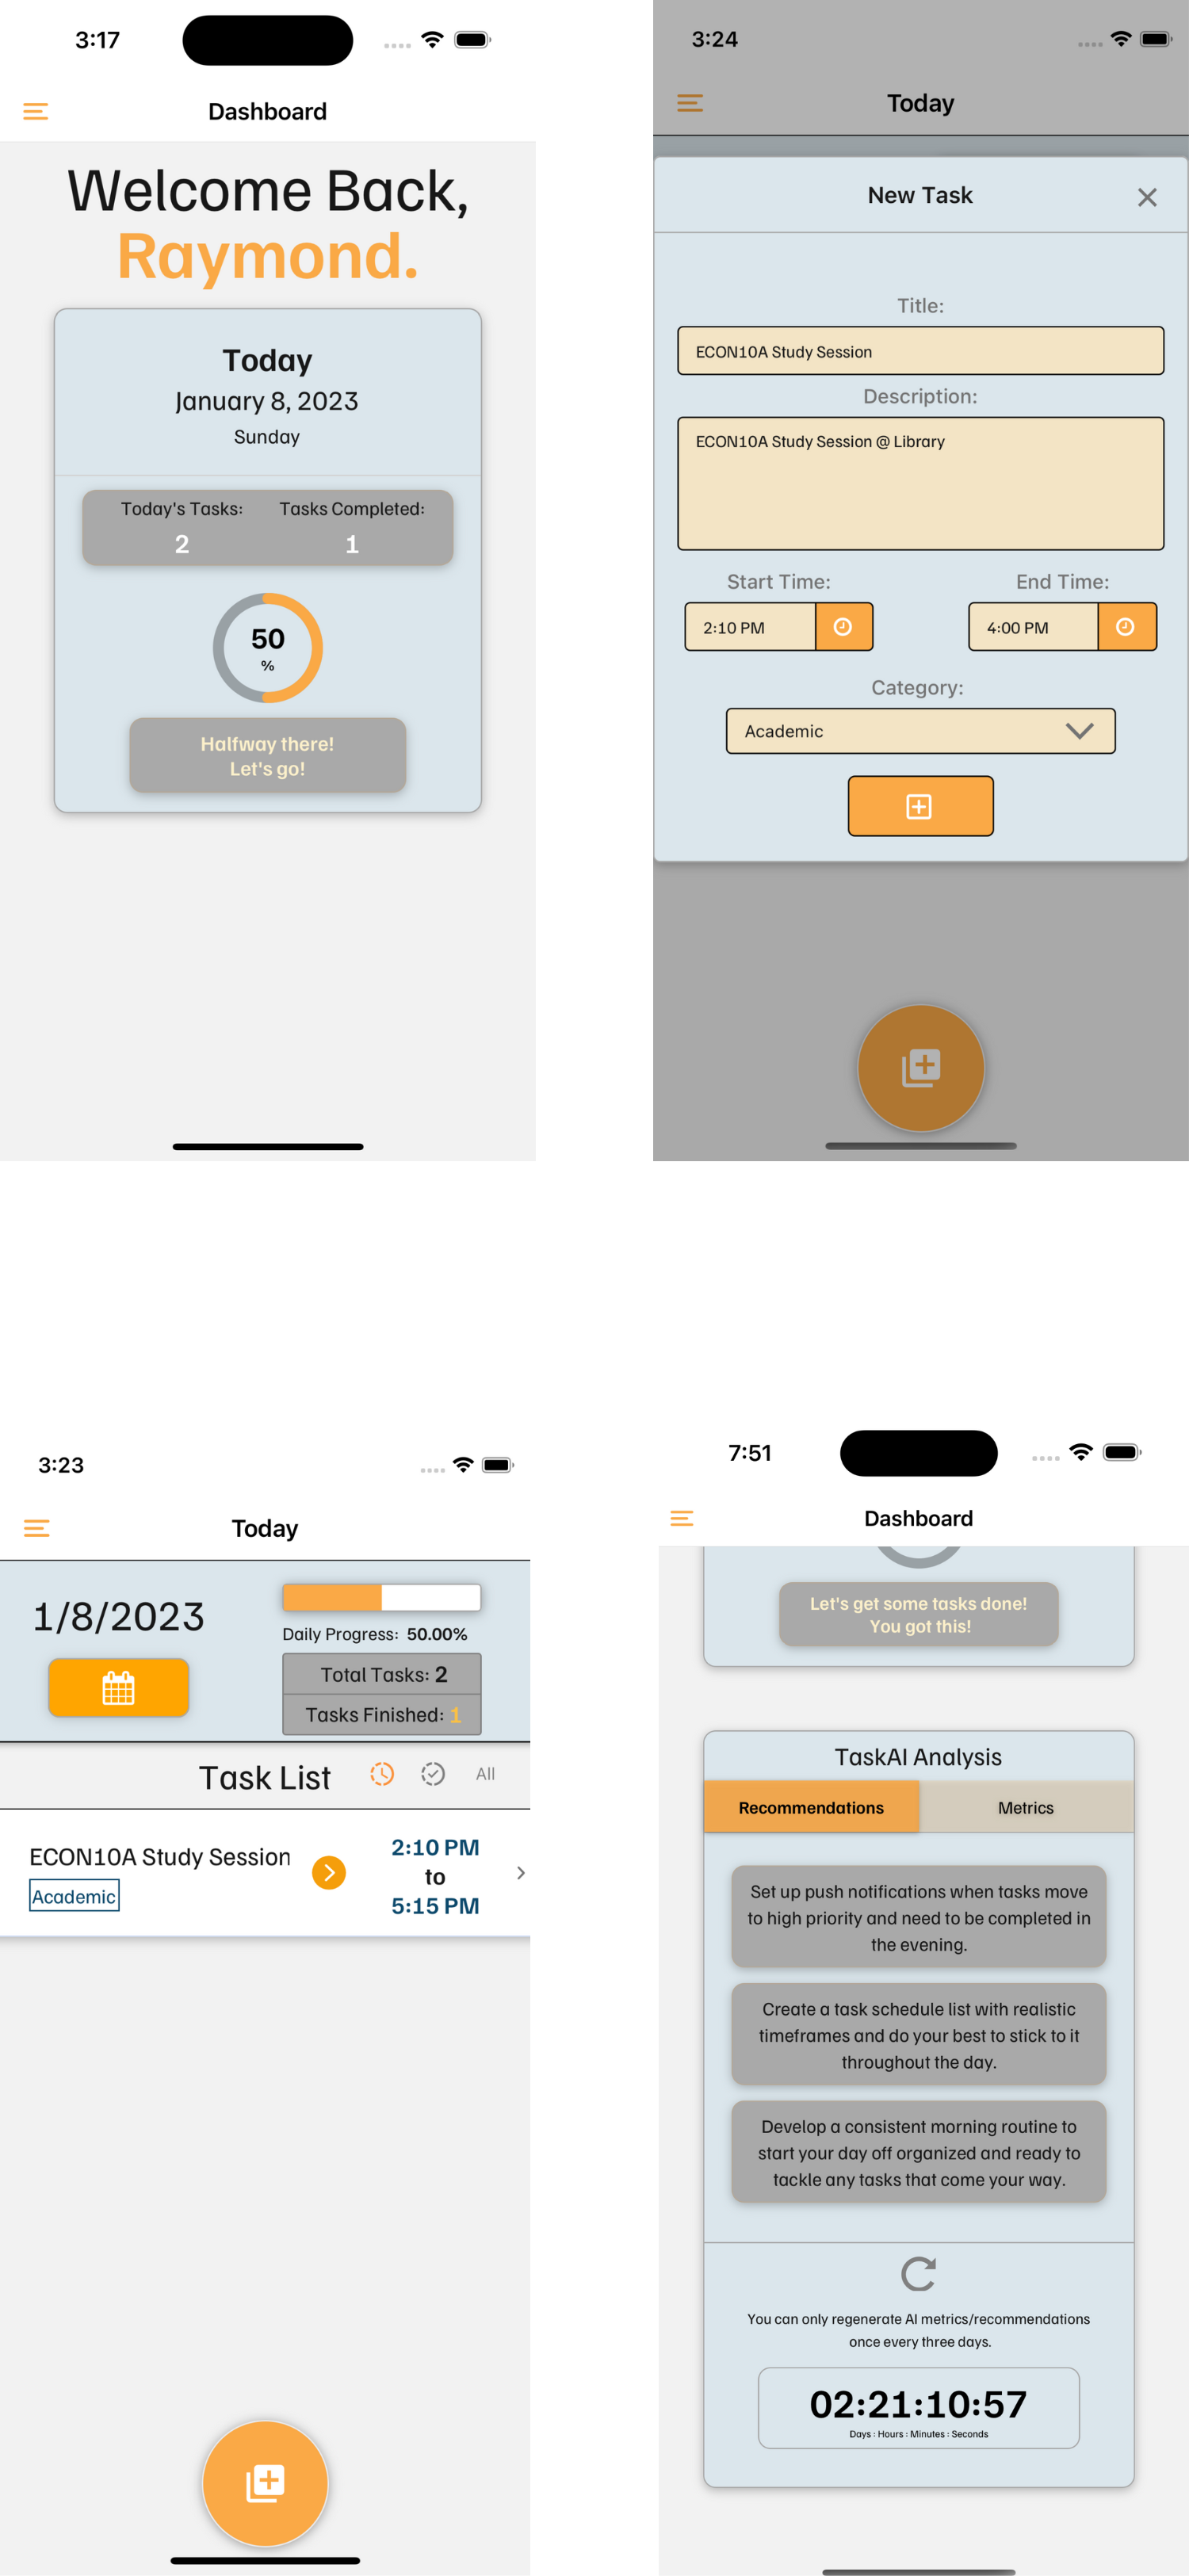 3:17
Dashboard
Welcome Back,
Raymond.
Today
January 8, 2023
Sunday
Today's Tasks: Tasks Completed:
2 1
50
%
Halfway there!
Let's go!
3:24
Today
New Task
Title:
ECON10A Study Session
Description:
ECON10A Study Session @ Library
Start Time: End Time:
2:10 PM 4:00 PM
Category:
Academic
3:23
Today
1/8/2023
Daily Progress: 50.00%
Total Tasks: 2
Tasks Finished: 1
Task List All
ECON10A Study Session
Academic
2:10 PM
to
5:15 PM
7:51
Dashboard
Let's get some tasks done!
You got this!
TaskAI Analysis
Recommendations Metrics
Set up push notifications when tasks move
to high priority and need to be completed in
the evening.
Create a task schedule list with realistic
timeframes and do your best to stick to it
throughout the day.
Develop a consistent morning routine to
start your day off organized and ready to
tackle any tasks that come your way.
You can only regenerate AI metrics/recommendations
once every three days.
02:21:10:57
Days : Hours : Minutes : Seconds